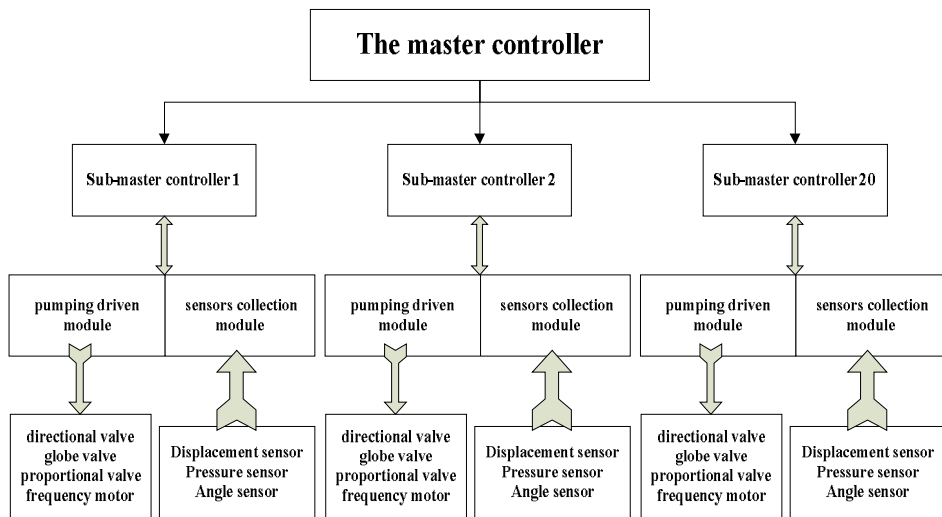 The master controller
Sub-master controller 1
Sub-master controller 2
Sub-master controller 20
pumping driven
module
sensors collection
module
pumping driven
module
sensors collection
module
pumping driven
module
sensors collection
module
directional valve
globe valve
proportional valve
frequency motor
Displacement sensor
Pressure sensor
Angle sensor
directional valve
globe valve
proportional valve
frequency motor
Displacement sensor
Pressure sensor
Angle sensor
directional valve
globe valve
proportional valve
frequency motor
Displacement sensor
Pressure sensor
Angle sensor